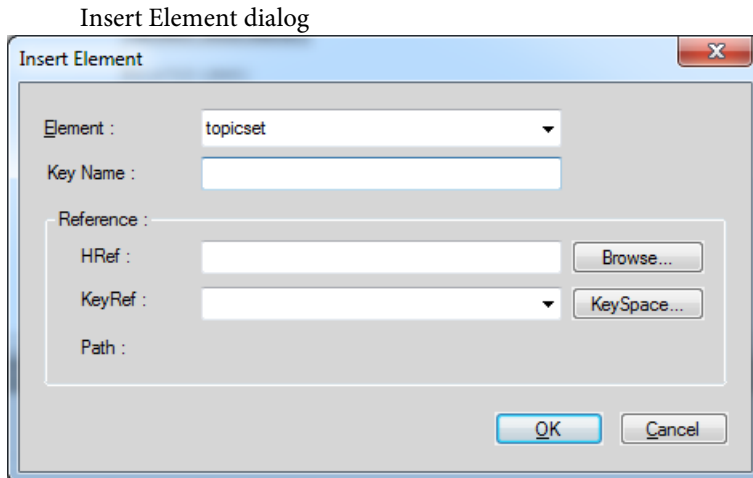 Insert Element dialog
Insert Element
Element : topicset
Key Name :
Reference :
HRef : Browse...
KeyRef : KeySpace...
Path :
OK Cancel